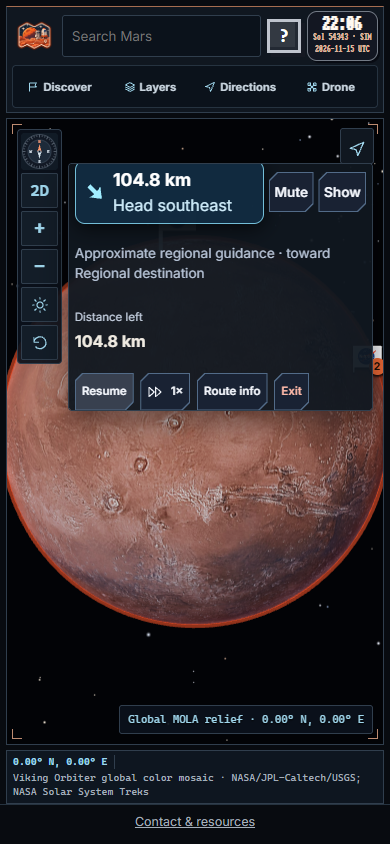 Search Mars
?
22:06
Sol 54343 · SIM
2026-11-15 UTC
Discover
Layers
Directions
Drone
2D
+
−
104.8 km
Head southeast
Mute
Show
Approximate regional guidance · toward
Regional destination
Distance left
104.8 km
2
Resume
1×
Route info
Exit
Global MOLA relief · 0.00° N, 0.00° E
0.00° N, 0.00° E
Viking Orbiter global color mosaic · NASA/JPL-Caltech/USGS;
NASA Solar System Treks
Contact & resources